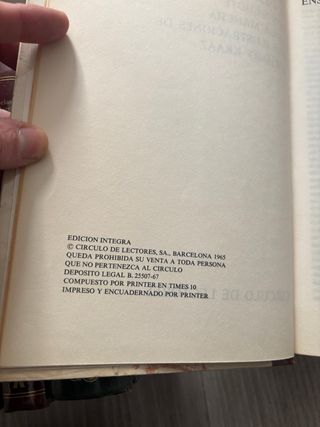 EDICION INTEGRA
© CIRCULO DE LECTORES, SA., BARCELONA 1965
QUEDA PROHIBIDA SU VENTA A TODA PERSONA
QUE NO PERTENEZCA AL CIRCULO
DEPOSITO LEGAL B. 25507-67
COMPUESTO POR PRINTER EN TIMES 10
IMPRESO Y ENCUADERNADO POR PRINTER
ENS